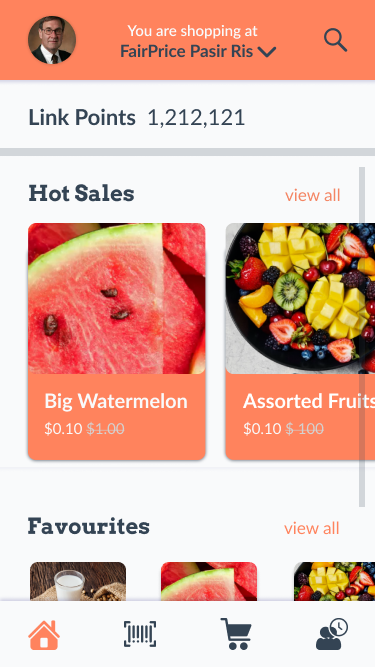 You are shopping at
FairPrice Pasir Ris
Link Points 1,212,121
Hot Sales view all
Big Watermelon Assorted Fruits
$0.10 $1.00 $0.10 $ 100
Favourites view all